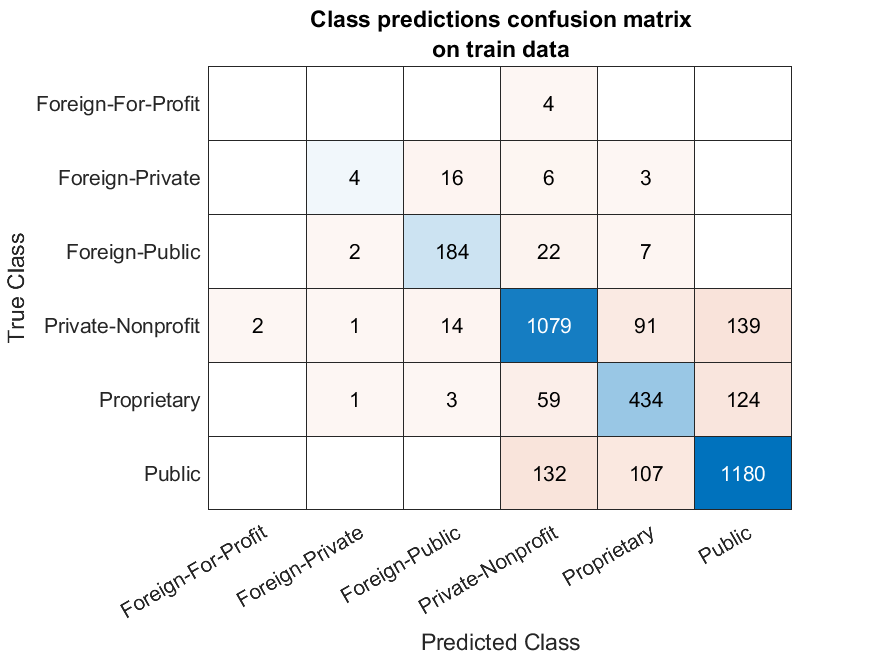 Class predictions confusion matrix
on train data
True Class
Foreign-For-Profit 4
Foreign-Private 4 16 6 3
Foreign-Public 2 184 22 7
Private-Nonprofit 2 1 14 1079 91 139
Proprietary 1 3 59 434 124
Public 132 107 1180
Foreign-For-Profit Foreign-Private Foreign-Public Private-Nonprofit Proprietary Public
Predicted Class